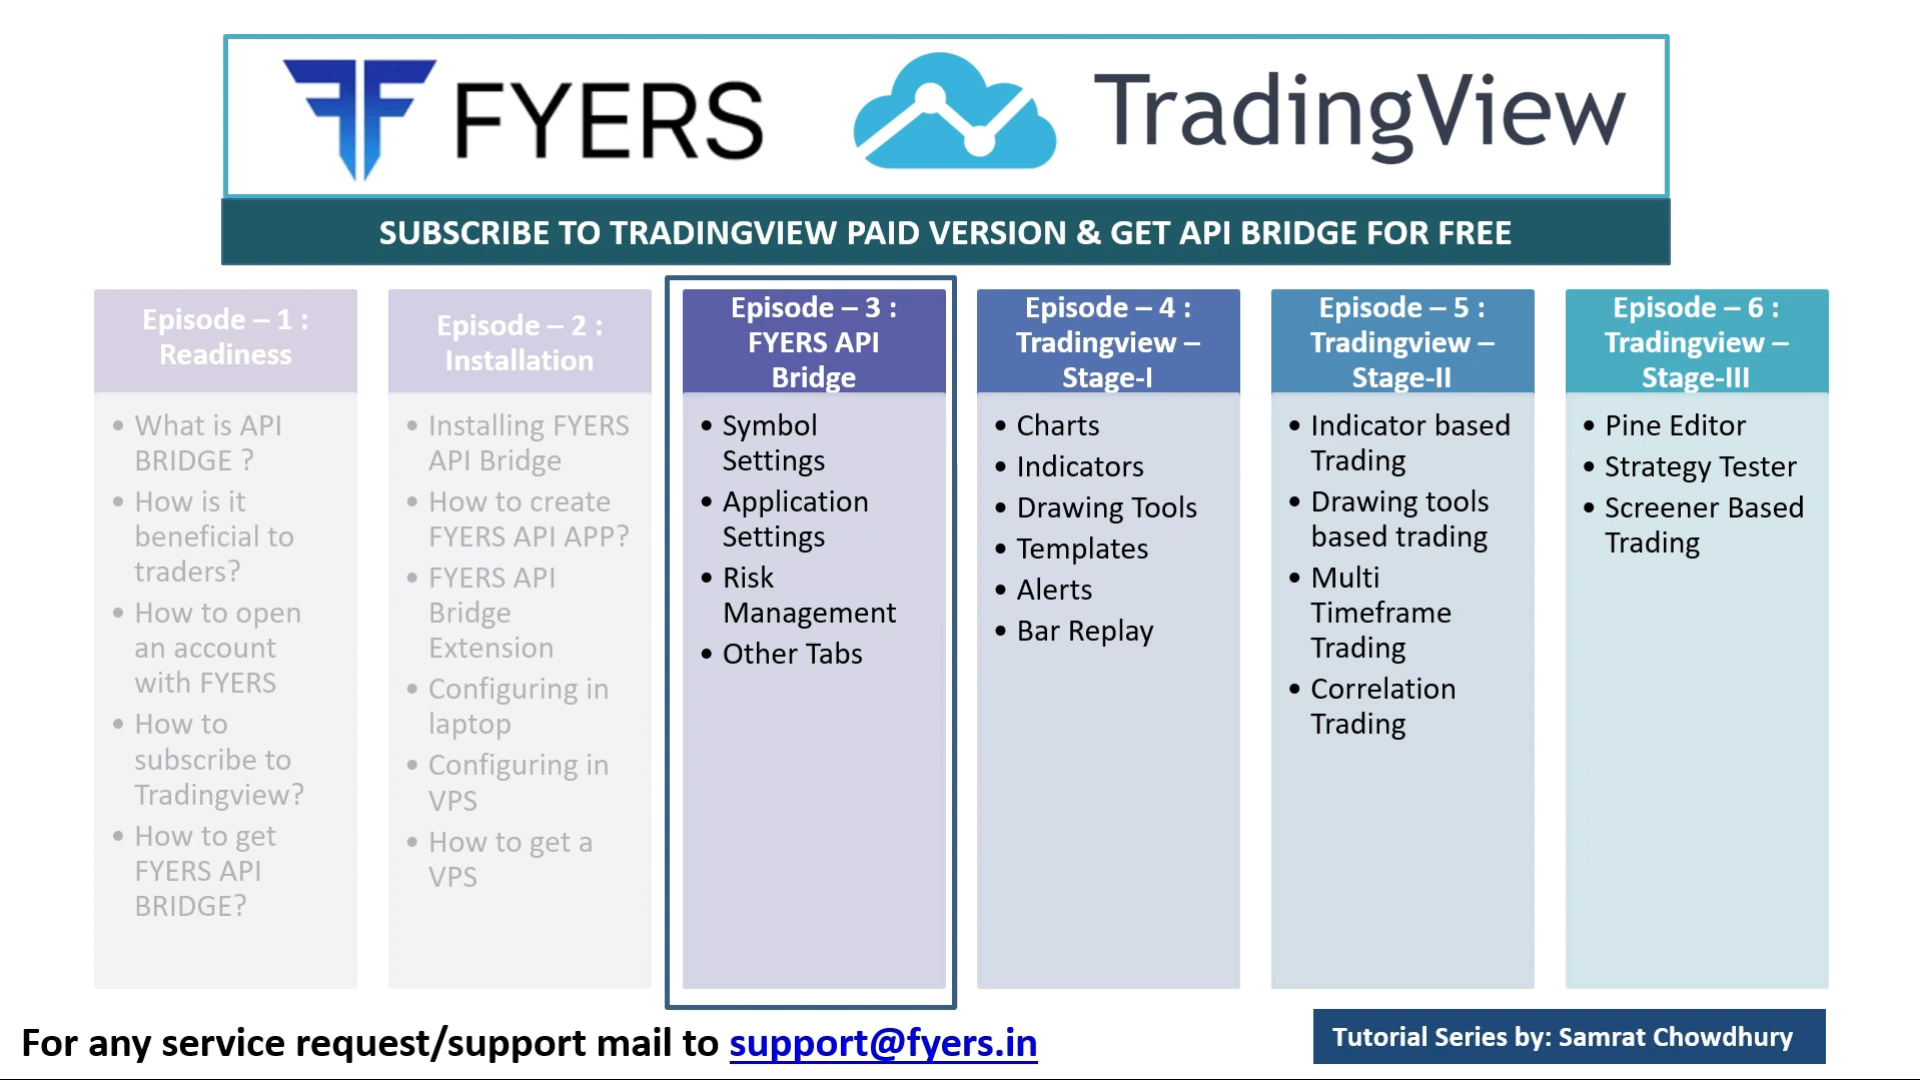 FYERS
TradingView
SUBSCRIBE TO TRADINGVIEW PAID VERSION & GET API BRIDGE FOR FREE
Episode – 1 :
Readiness
• What is API
BRIDGE ?
• How is it
beneficial to
traders?
• How to open
an account
with FYERS
• How to
subscribe to
Tradingview?
• How to get
FYERS API
BRIDGE?
Episode – 2 :
Installation
• Installing FYERS
API Bridge
• How to create
FYERS API APP?
• FYERS API
Bridge
Extension
• Configuring in
laptop
• Configuring in
VPS
• How to get a
VPS
Episode – 3 :
FYERS API
Bridge
• Symbol
Settings
• Application
Settings
• Risk
Management
• Other Tabs
Episode – 4 :
Tradingview –
Stage-I
• Charts
• Indicators
• Drawing Tools
• Templates
• Alerts
• Bar Replay
Episode – 5 :
Tradingview –
Stage-II
• Indicator based
Trading
• Drawing tools
based trading
• Multi
Timeframe
Trading
• Correlation
Trading
Episode – 6 :
Tradingview –
Stage-III
• Pine Editor
• Strategy Tester
• Screener Based
Trading
For any service request/support mail to support@fyers.in
Tutorial Series by: Samrat Chowdhury